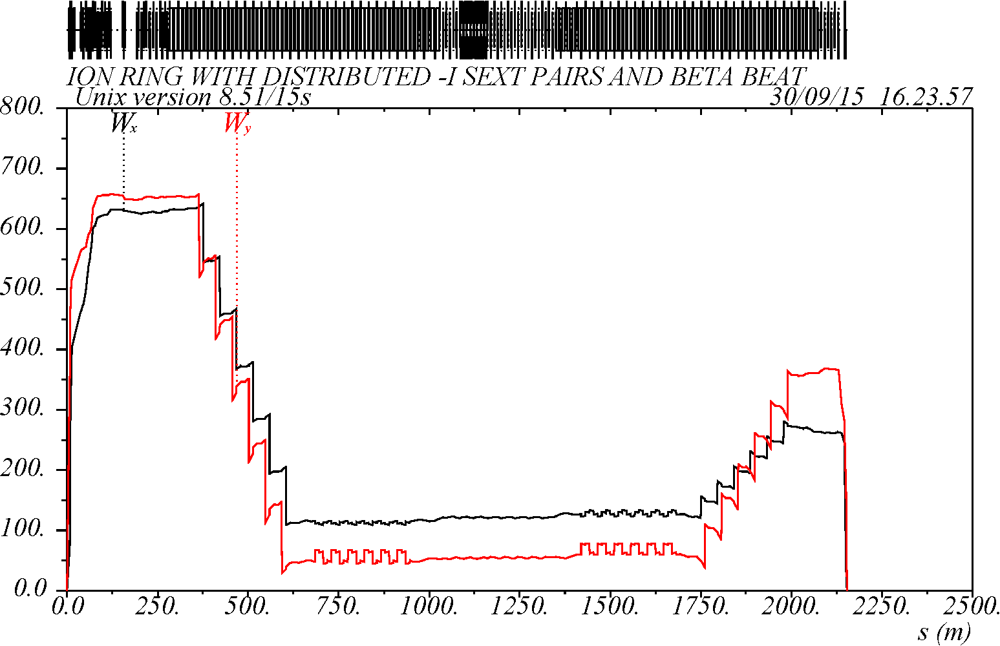 ION RING WITH DISTRIBUTED -I SEXT PAIRS AND BETA BEAT
Unix version 8.51/15s 30/09/15 16.23.57
800.
Wx Wy
700.
600.
500.
400.
300.
200.
100.
0.0
0.0 250. 500. 750. 1000. 1250. 1500. 1750. 2000. 2250. 2500.
s (m)